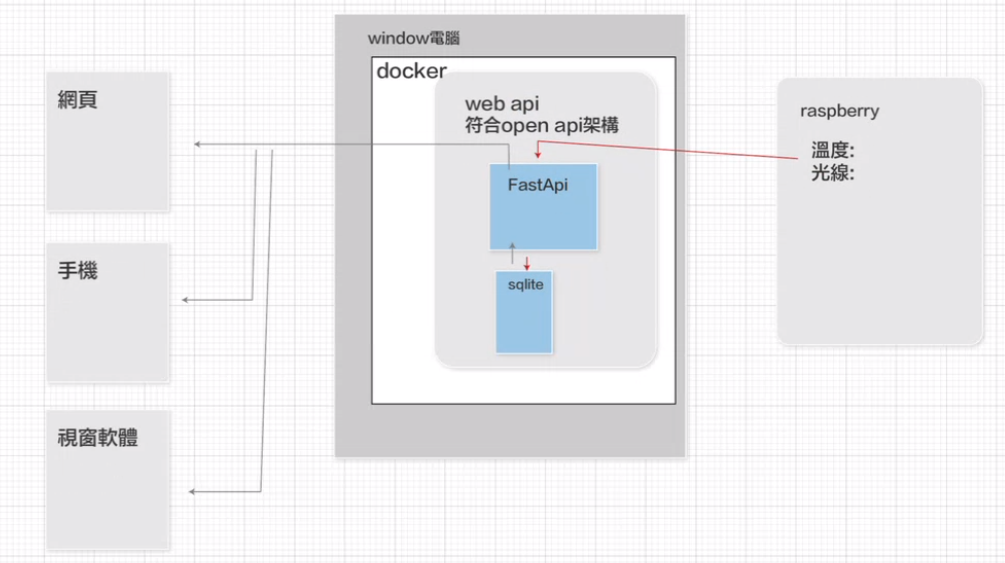 window電腦
docker
網頁
web api
符合open api架構
raspberry
溫度:
光線:
FastApi
手機
sqlite
視窗軟體